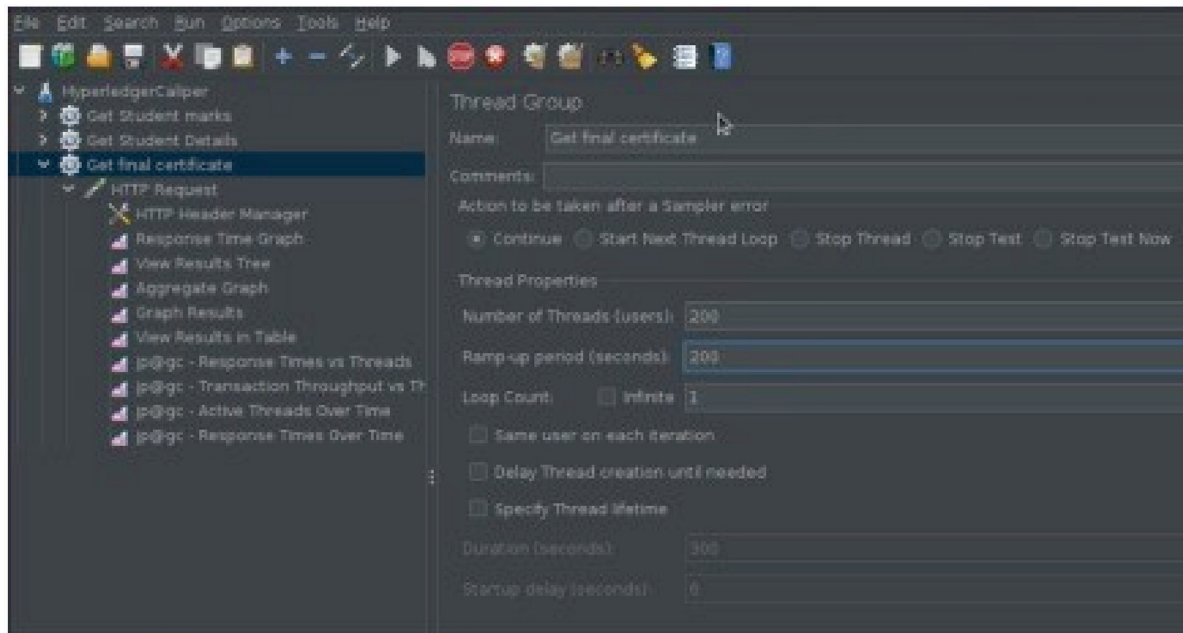 File Edit Search Run Options Tools Help
STOP
HyperledgerCaliper
Get Student marks
Get Student Details
Get final certificate
HTTP Request
HTTP Header Manager
Response Time Graph
View Results Tree
Aggregate Graph
Graph Results
View Results in Table
jp@gc - Response Times vs Threads
jp@gc - Transaction Throughput vs Th
jp@gc - Active Threads Over Time
jp@gc - Response Times Over Time
Thread Group
Name: Get final certificate
Comments:
Action to be taken after a Sampler error
Continue Start Next Thread Loop Stop Thread Stop Test Stop Test Now
Thread Properties
Number of Threads (users): 200
Ramp-up period (seconds): 200
Loop Count: Infinite 1
Same user on each iteration
Delay Thread creation until needed
Specify Thread lifetime
Duration (seconds): 300
Startup delay (seconds):